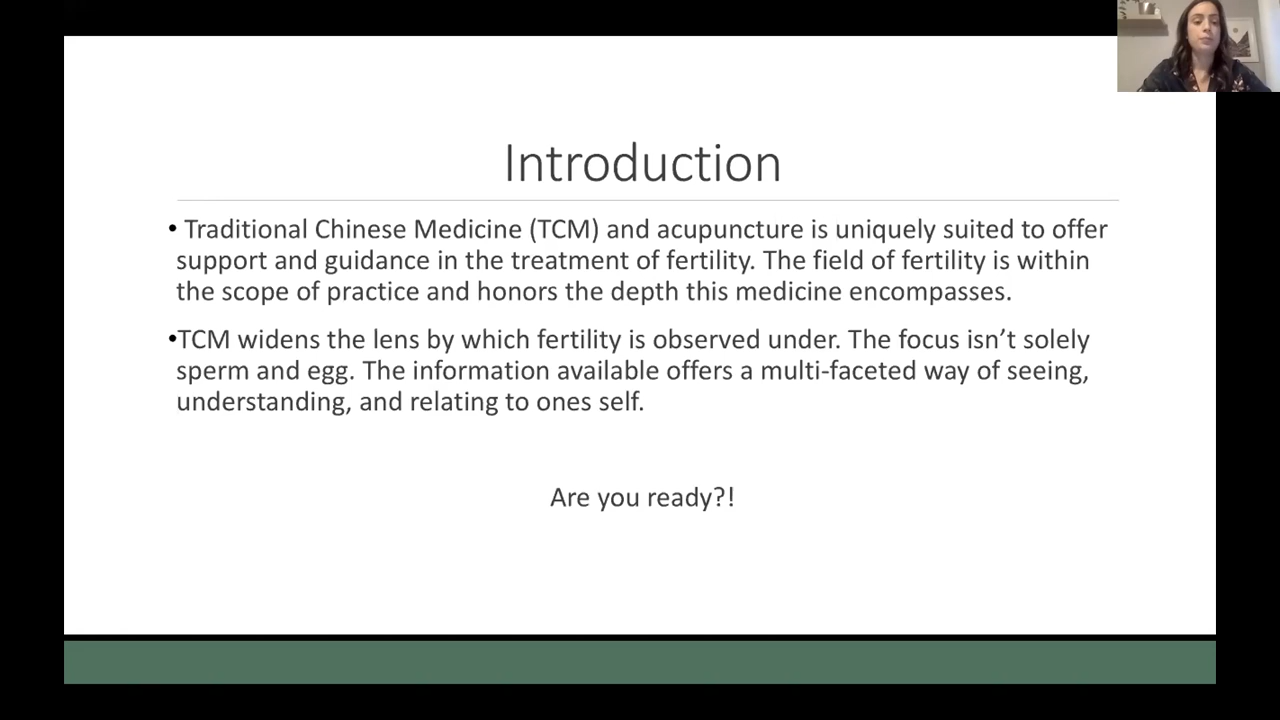 Introduction
• Traditional Chinese Medicine (TCM) and acupuncture is uniquely suited to offer
support and guidance in the treatment of fertility. The field of fertility is within
the scope of practice and honors the depth this medicine encompasses.
•TCM widens the lens by which fertility is observed under. The focus isn’t solely
sperm and egg. The information available offers a multi-faceted way of seeing,
understanding, and relating to ones self.
Are you ready?!